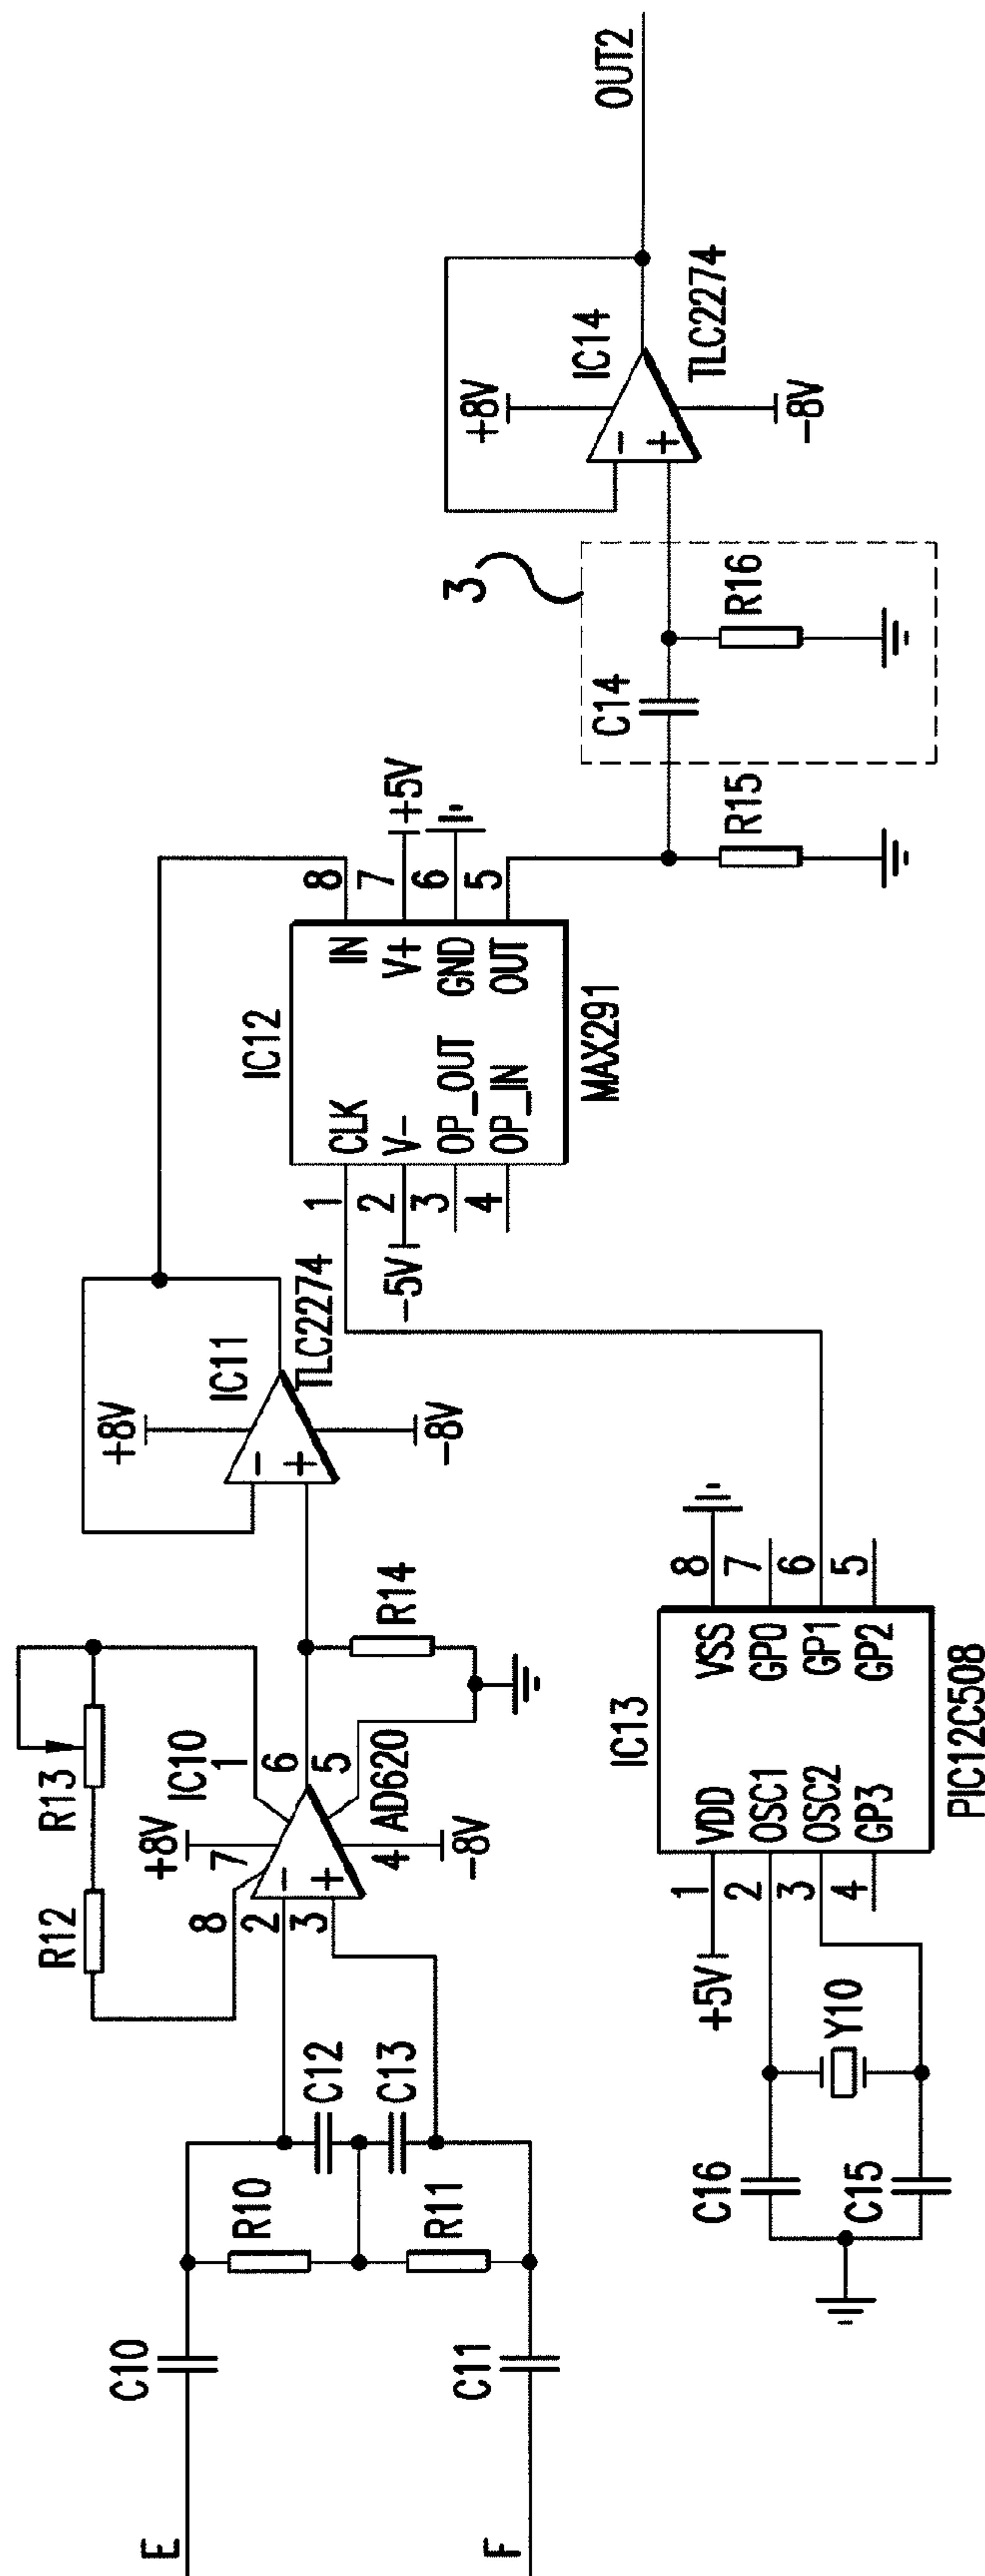 E
F
C10
C11
R10
R11
C12
C13
R12
R13
IC10
+8V
-8V
8
7
1
2
3
6
5
4
-
+
AD620
R14
IC11
+8V
-8V
-
+
TLC2274
IC12
1
2
3
4
8
7
6
5
CLK
V-
OP_OUT
OP_IN
IN
V+
GND
OUT
-5V
+5V
MAX291
R15
3
C14
R16
IC14
+8V
-8V
-
+
TLC2274
OUT2
C16
C15
Y10
+5V
IC13
1
2
3
4
8
7
6
5
VDD
OSC1
OSC2
GP3
VSS
GP0
GP1
GP2
PIC12C508